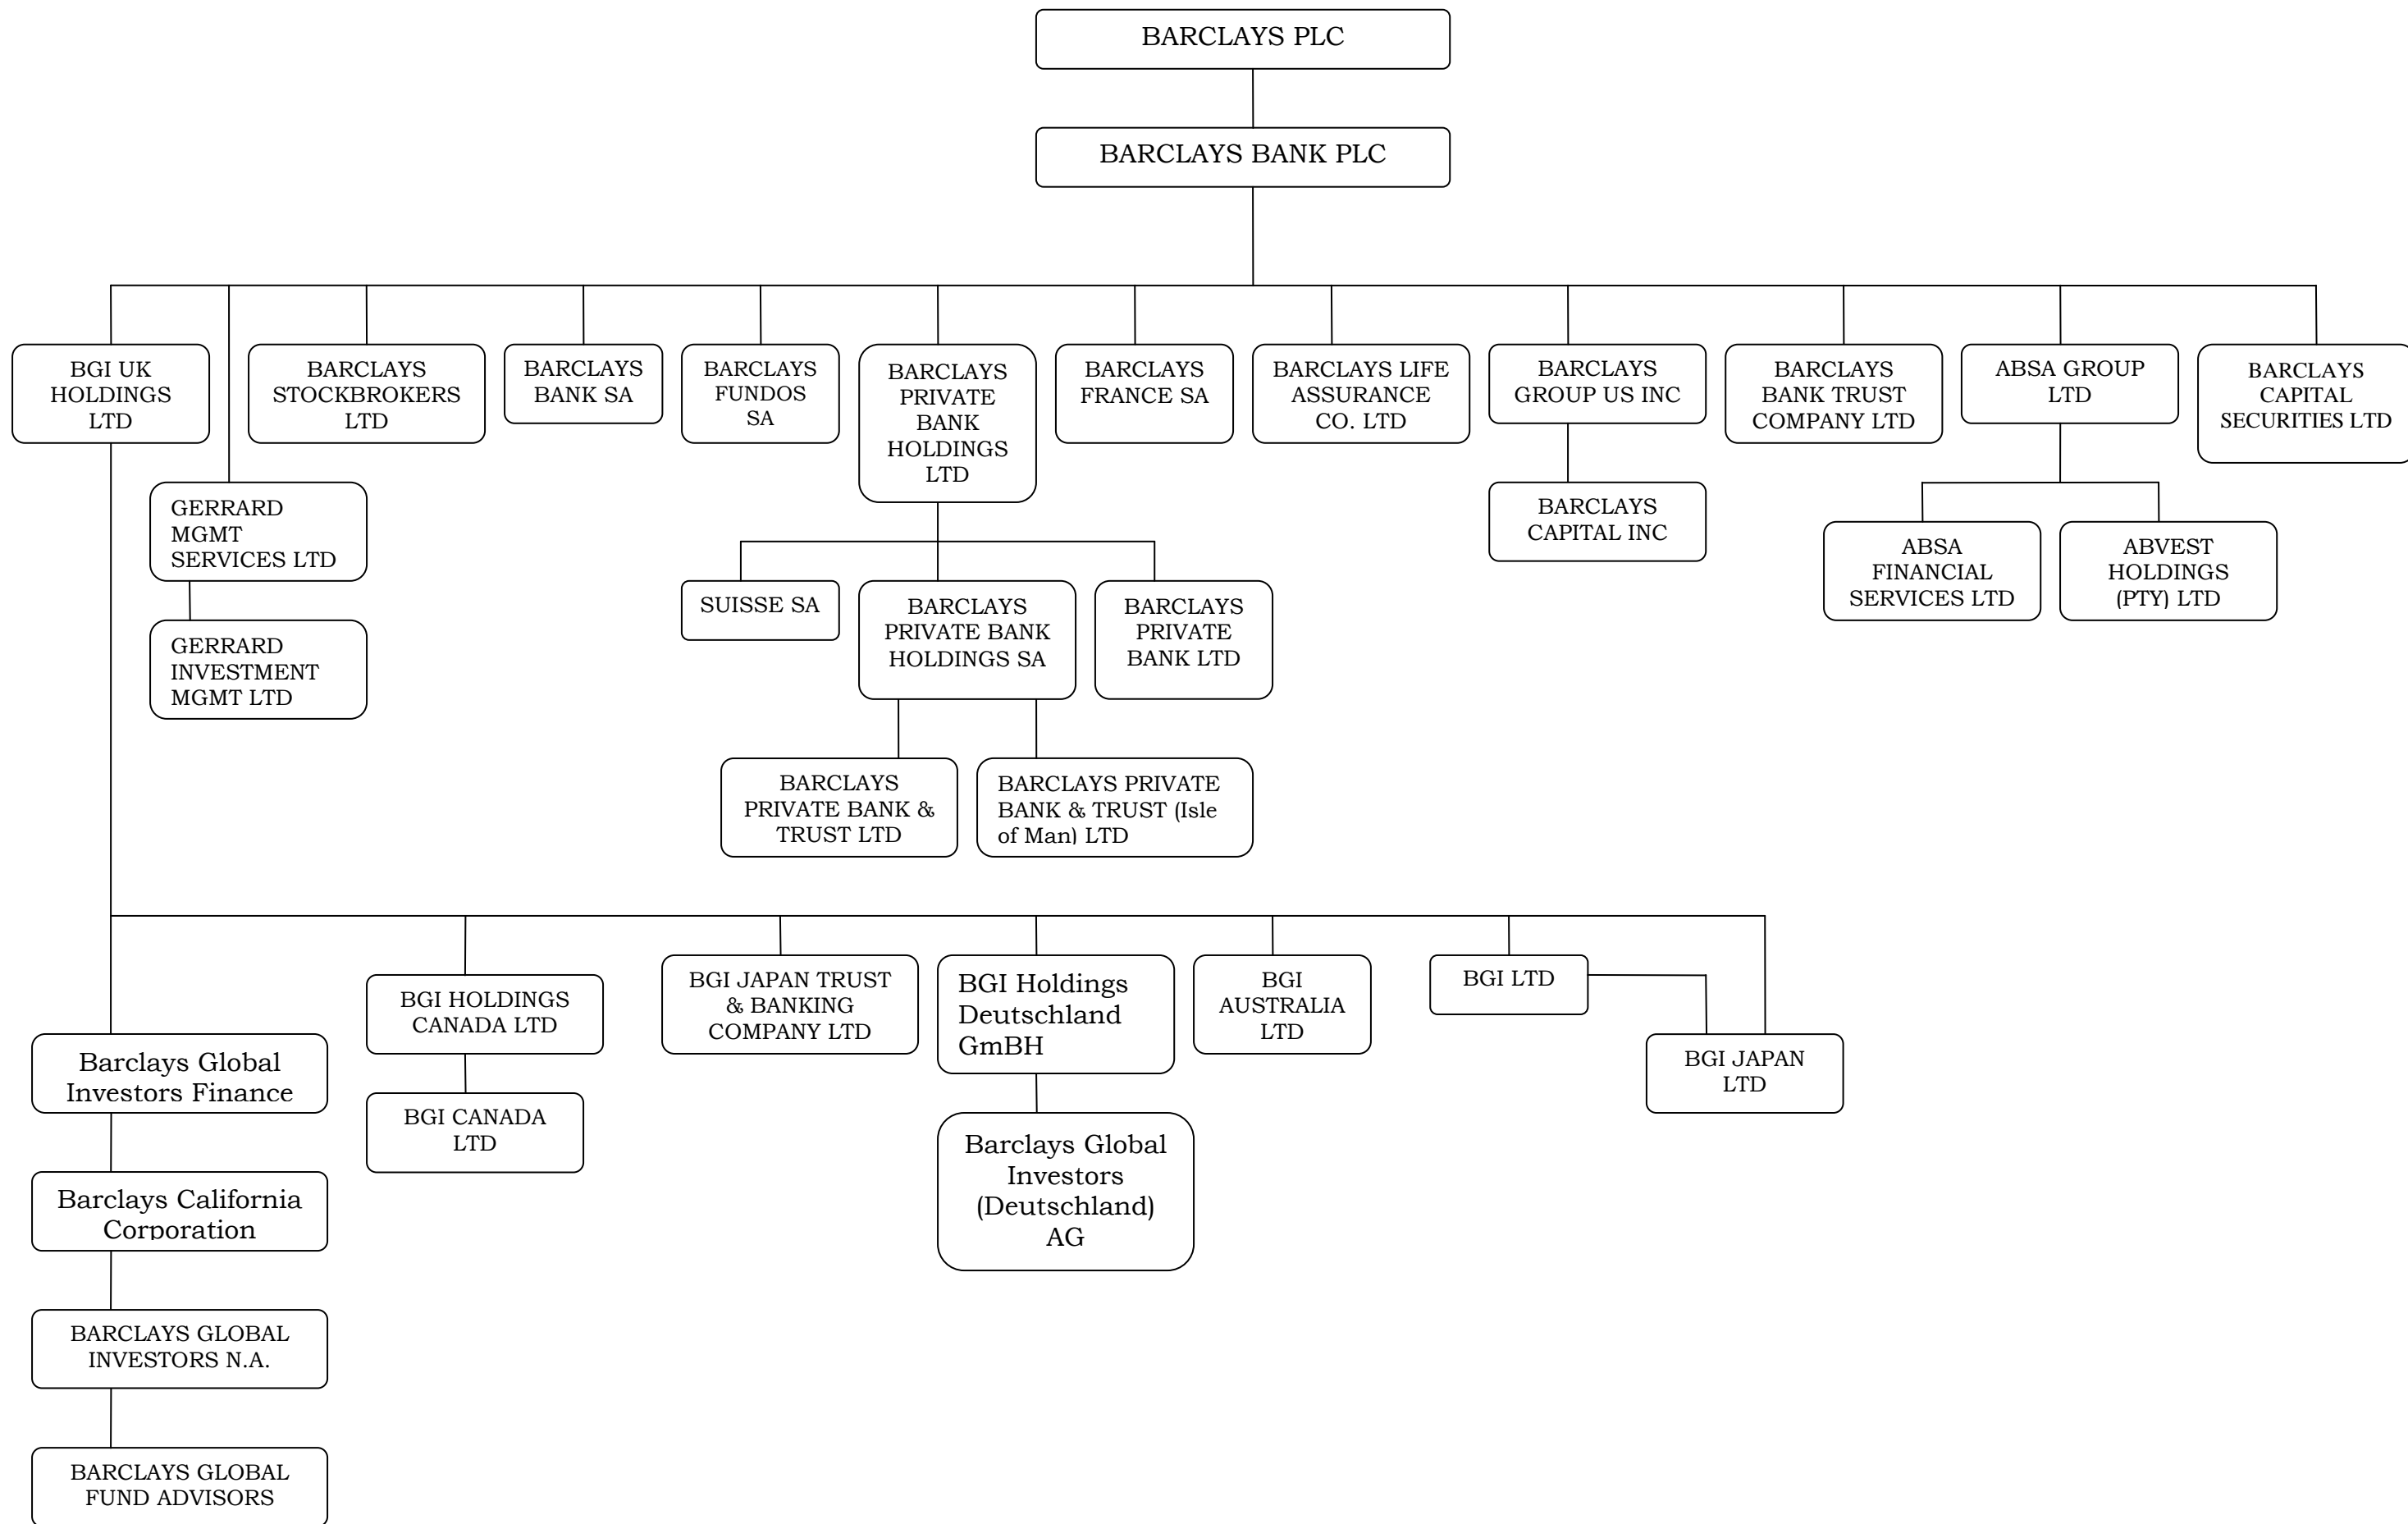 BARCLAYS PLC
BARCLAYS BANK PLC
BGI UK
HOLDINGS
LTD
BARCLAYS
STOCKBROKERS
LTD
BARCLAYS
BANK SA
BARCLAYS
FUNDOS
SA
BARCLAYS
PRIVATE
BANK
HOLDINGS
LTD
BARCLAYS
FRANCE SA
BARCLAYS LIFE
ASSURANCE
CO. LTD
BARCLAYS
GROUP US INC
BARCLAYS
BANK TRUST
COMPANY LTD
ABSA GROUP
LTD
BARCLAYS
CAPITAL
SECURITIES LTD
GERRARD
MGMT
SERVICES LTD
BARCLAYS
CAPITAL INC
ABSA
FINANCIAL
SERVICES LTD
ABVEST
HOLDINGS
(PTY) LTD
GERRARD
INVESTMENT
MGMT LTD
SUISSE SA
BARCLAYS
PRIVATE BANK
HOLDINGS SA
BARCLAYS
PRIVATE
BANK LTD
BARCLAYS
PRIVATE BANK &
TRUST LTD
BARCLAYS PRIVATE
BANK & TRUST (Isle
of Man) LTD
BGI HOLDINGS
CANADA LTD
BGI JAPAN TRUST
& BANKING
COMPANY LTD
BGI Holdings
Deutschland
GmBH
BGI
AUSTRALIA
LTD
BGI LTD
BGI JAPAN
LTD
Barclays Global
Investors Finance
BGI CANADA
LTD
Barclays Global
Investors
(Deutschland)
AG
Barclays California
Corporation
BARCLAYS GLOBAL
INVESTORS N.A.
BARCLAYS GLOBAL
FUND ADVISORS